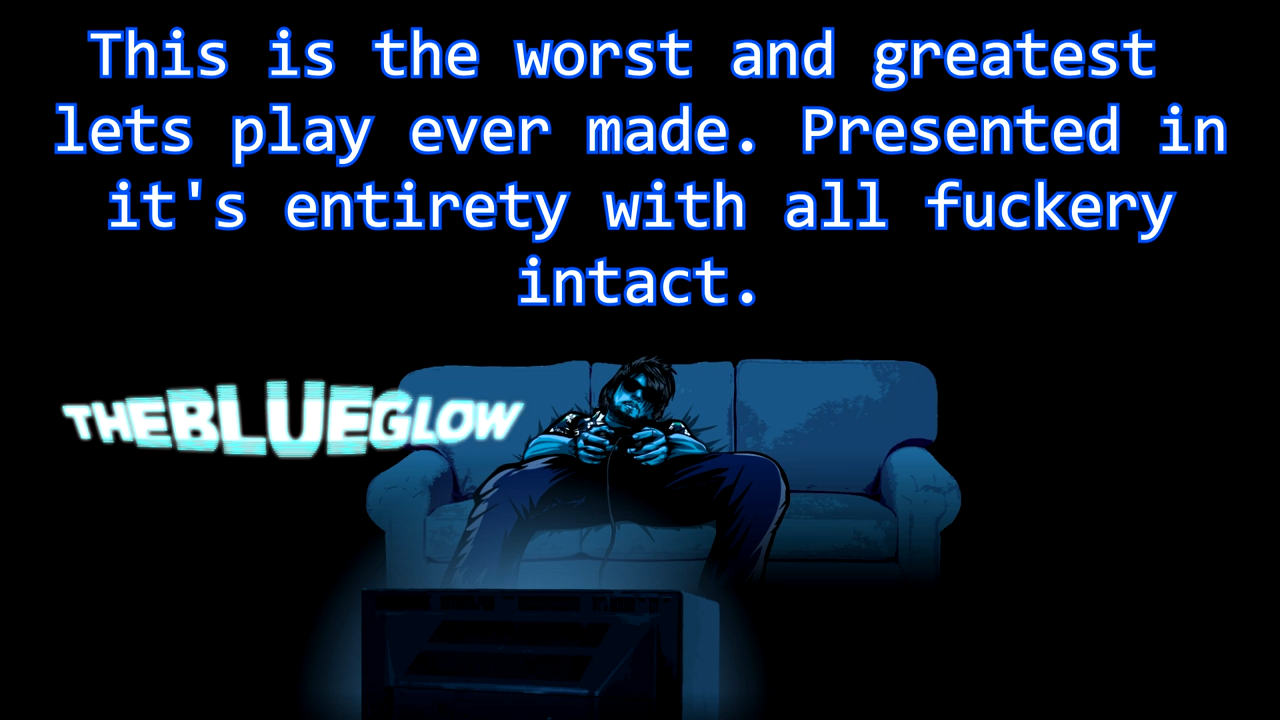 This is the worst and greatest
lets play ever made. Presented in
it's entirety with all fuckery
intact.
THEBLUEGLOW